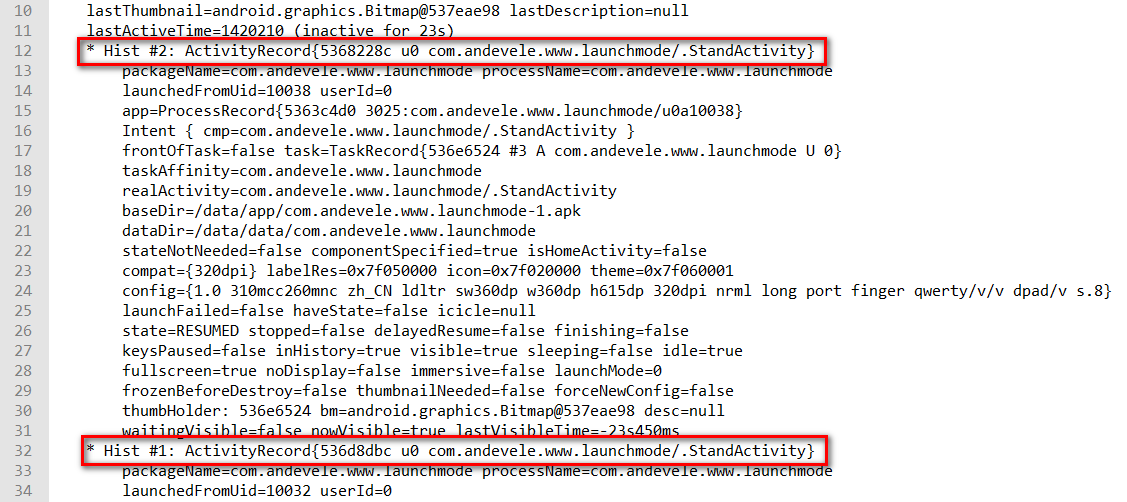 10 lastThumbnail=android.graphics.Bitmap@537eae98 lastDescription=null
11 lastActiveTime=1420210 (inactive for 23s)
12 * Hist #2: ActivityRecord{5368228c u0 com.andevele.www.launchmode/.StandActivity}
13 packageName=com.andevele.www.launchmode processName=com.andevele.www.launchmode
14 launchedFromUid=10038 userId=0
15 app=ProcessRecord{5363c4d0 3025:com.andevele.www.launchmode/u0a10038}
16 Intent { cmp=com.andevele.www.launchmode/.StandActivity }
17 frontOfTask=false task=TaskRecord{536e6524 #3 A com.andevele.www.launchmode U 0}
18 taskAffinity=com.andevele.www.launchmode
19 realActivity=com.andevele.www.launchmode/.StandActivity
20 baseDir=/data/app/com.andevele.www.launchmode-1.apk
21 dataDir=/data/data/com.andevele.www.launchmode
22 stateNotNeeded=false componentSpecified=true isHomeActivity=false
23 compat={320dpi} labelRes=0x7f050000 icon=0x7f020000 theme=0x7f060001
24 config={1.0 310mcc260mnc zh_CN ldltr sw360dp w360dp h615dp 320dpi nrml long port finger qwerty/v/v dpad/v s.8}
25 launchFailed=false haveState=false icicle=null
26 state=RESUMED stopped=false delayedResume=false finishing=false
27 keysPaused=false inHistory=true visible=true sleeping=false idle=true
28 fullscreen=true noDisplay=false immersive=false launchMode=0
29 frozenBeforeDestroy=false thumbnailNeeded=false forceNewConfig=false
30 thumbHolder: 536e6524 bm=android.graphics.Bitmap@537eae98 desc=null
31 waitingVisible=false nowVisible=true lastVisibleTime=-23s450ms
32 * Hist #1: ActivityRecord{536d8dbc u0 com.andevele.www.launchmode/.StandActivity}
33 packageName=com.andevele.www.launchmode processName=com.andevele.www.launchmode
34 launchedFromUid=10032 userId=0